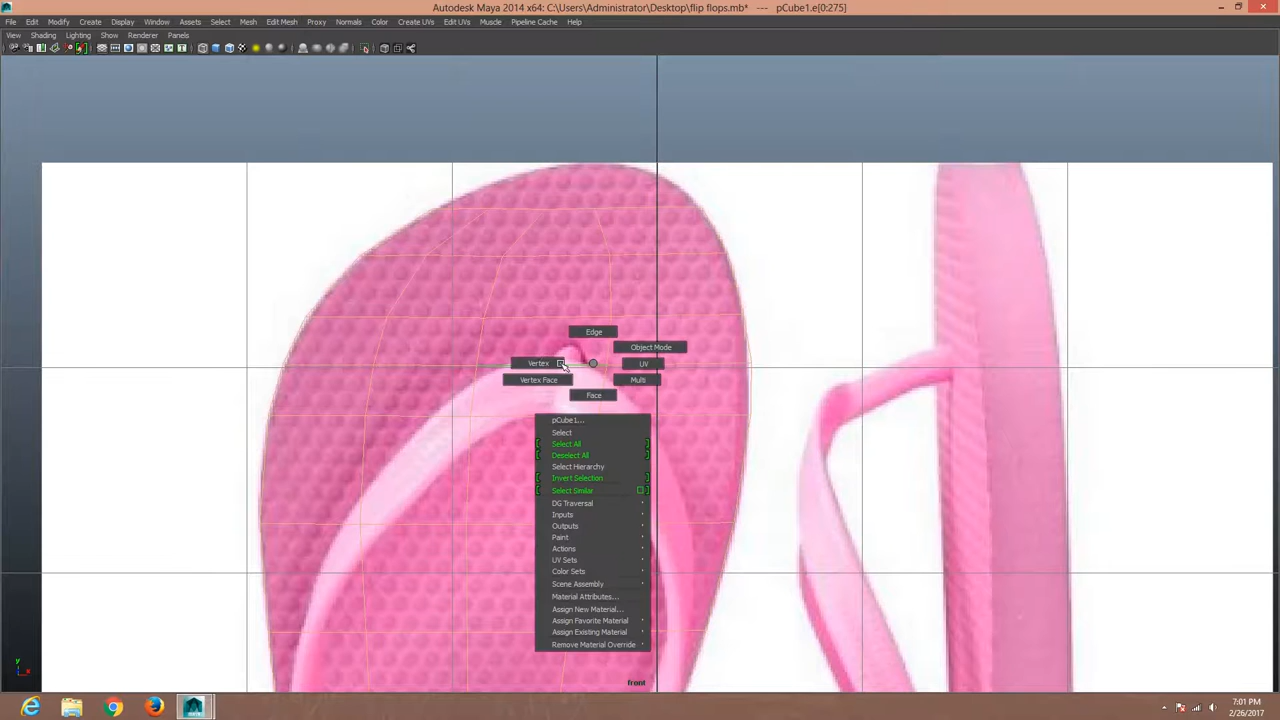 Autodesk Maya 2014 x64: C:\Users\Administrator\Desktop\flip flops.mb* --- pCube1.e[0:275]
File Edit Modify Create Display Window Assets Select Mesh Edit Mesh Proxy Normals Color Create UVs Edit UVs Muscle Pipeline Cache Help
View Shading Lighting Show Renderer Panels
Edge
Object Mode
Vertex UV
Vertex Face Multi
Face
pCube1...
Select
Select All
Deselect All
Select Hierarchy
Invert Selection
Select Similar
DG Traversal
Inputs
Outputs
Paint
Actions
UV Sets
Color Sets
Scene Assembly
Material Attributes...
Assign New Material...
Assign Favorite Material
Assign Existing Material
Remove Material Override
front
y
7:01 PM
2/26/2017